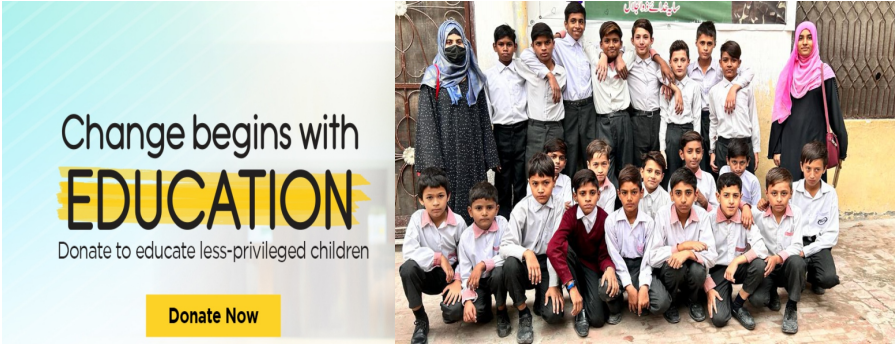 Change begins with
EDUCATION
Donate to educate less-privileged children
Donate Now